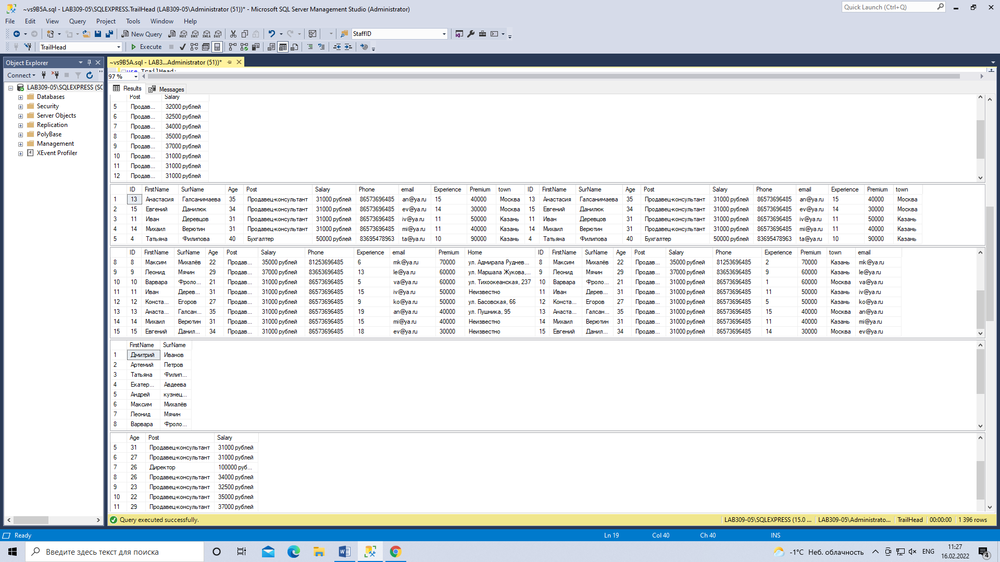 ~vs9B5A.sql - LAB309-05\SQLEXPRESS.TrailHead (LAB309-05\Administrator (51))* - Microsoft SQL Server Management Studio (Administrator)
Quick Launch (Ctrl+Q)
File Edit View Query Project Tools Window Help
New Query MDX DMX XMLA DAX StaffID
TrailHead Execute
Object Explorer
~vs9B5A.sql - LAB3...Administrator (51))*
Connect
use TrailHead;
97 %
LAB309-05\SQLEXPRESS (SQ
Databases
Security
Server Objects
Replication
PolyBase
Management
XEvent Profiler
Results Messages
Post Salary
5 Продав... 32000 рублей
6 Продав... 32500 рублей
7 Продав... 34000 рублей
8 Продав... 35000 рублей
9 Продав... 37000 рублей
10 Продав... 31000 рублей
11 Продав... 31000 рублей
12 Продав... 31000 рублей
ID FirstName SurName Age Post Salary Phone email Experience Premium town ID FirstName SurName Age Post Salary Phone email Experience Premium town
1 13 Анастасия Галсанимаева 35 Продавец-консультант 31000 рублей 86573696485 an@ya.ru 15 40000 Москва 13 Анастасия Галсанимаева 35 Продавец-консультант 31000 рублей 86573696485 an@ya.ru 15 40000 Москва
2 15 Евгений Данилюк 34 Продавец-консультант 31000 рублей 86573696485 ev@ya.ru 14 30000 Москва 15 Евгений Данилюк 34 Продавец-консультант 31000 рублей 86573696485 ev@ya.ru 14 30000 Москва
3 11 Иван Деревцов 31 Продавец-консультант 31000 рублей 86573696485 iv@ya.ru 11 50000 Казань 11 Иван Деревцов 31 Продавец-консультант 31000 рублей 86573696485 iv@ya.ru 11 50000 Казань
4 14 Михаил Верютин 31 Продавец-консультант 31000 рублей 86573696485 mi@ya.ru 11 40000 Казань 14 Михаил Верютин 31 Продавец-консультант 31000 рублей 86573696485 mi@ya.ru 11 40000 Казань
5 4 Татьяна Филипова 40 Бухгалтер 50000 рублей 83695478963 ta@ya.ru 10 90000 Казань 4 Татьяна Филипова 40 Бухгалтер 50000 рублей 83695478963 ta@ya.ru 10 90000 Казань
ID FirstName SurName Age Post Salary Phone Experience email Premium Home ID FirstName SurName Age Post Salary Phone Experience Premium town email
8 8 Максим Михалёв 22 Продав... 35000 рублей 81253696485 6 mk@ya.ru 70000 ул. Адмирала Руднев... 8 Максим Михалёв 22 Продав... 35000 рублей 81253696485 2 70000 Казань mk@ya.ru
9 9 Леонид Мячин 29 Продав... 37000 рублей 83653696485 13 le@ya.ru 60000 ул. Маршала Жукова,... 9 Леонид Мячин 29 Продав... 37000 рублей 83653696485 9 60000 Казань le@ya.ru
10 10 Варвара Фроло... 21 Продав... 31000 рублей 86573696485 5 va@ya.ru 60000 ул. Тихоокеанская, 237 10 Варвара Фроло... 21 Продав... 31000 рублей 86573696485 1 60000 Москва va@ya.ru
11 11 Иван Дерев... 31 Продав... 31000 рублей 86573696485 15 iv@ya.ru 50000 Неизвестно 11 Иван Дерев... 31 Продав... 31000 рублей 86573696485 11 50000 Казань iv@ya.ru
12 12 Конста... Егоров 27 Продав... 31000 рублей 86573696485 9 ko@ya.ru 50000 ул. Басовская, 66 12 Конста... Егоров 27 Продав... 31000 рублей 86573696485 5 50000 Казань ko@ya.ru
13 13 Анаста... Галсан... 35 Продав... 31000 рублей 86573696485 19 an@ya.ru 40000 ул. Пушника, 95 13 Анаста... Галсан... 35 Продав... 31000 рублей 86573696485 15 40000 Москва an@ya.ru
14 14 Михаил Верютин 31 Продав... 31000 рублей 86573696485 15 mi@ya.ru 40000 Неизвестно 14 Михаил Верютин 31 Продав... 31000 рублей 86573696485 11 40000 Казань mi@ya.ru
15 15 Евгений Данил... 34 Продав... 31000 рублей 86573696485 18 ev@ya.ru 30000 Неизвестно 15 Евгений Данил... 34 Продав... 31000 рублей 86573696485 14 30000 Москва ev@ya.ru
FirstName SurName
1 Дмитрий Иванов
2 Артемий Петров
3 Татьяна Филип...
4 Екатер... Авдеева
5 Андрей кузнец...
6 Максим Михалёв
7 Леонид Мячин
8 Варвара Фроло...
Age Post Salary
5 31 Продавец-консультант 31000 рублей
6 27 Продавец-консультант 31000 рублей
7 26 Директор 100000 руб...
8 26 Продавец-консультант 34000 рублей
9 23 Продавец-консультант 32500 рублей
10 22 Продавец-консультант 35000 рублей
11 29 Продавец-консультант 37000 рублей
Query executed successfully. LAB309-05\SQLEXPRESS (15.0 ... LAB309-05\Administrato... TrailHead 00:00:00 1 396 rows
Ready Ln 19 Col 40 Ch 40 INS
Введите здесь текст для поиска
-1°C Неб. облачность ENG 11:27
16.02.2022 4